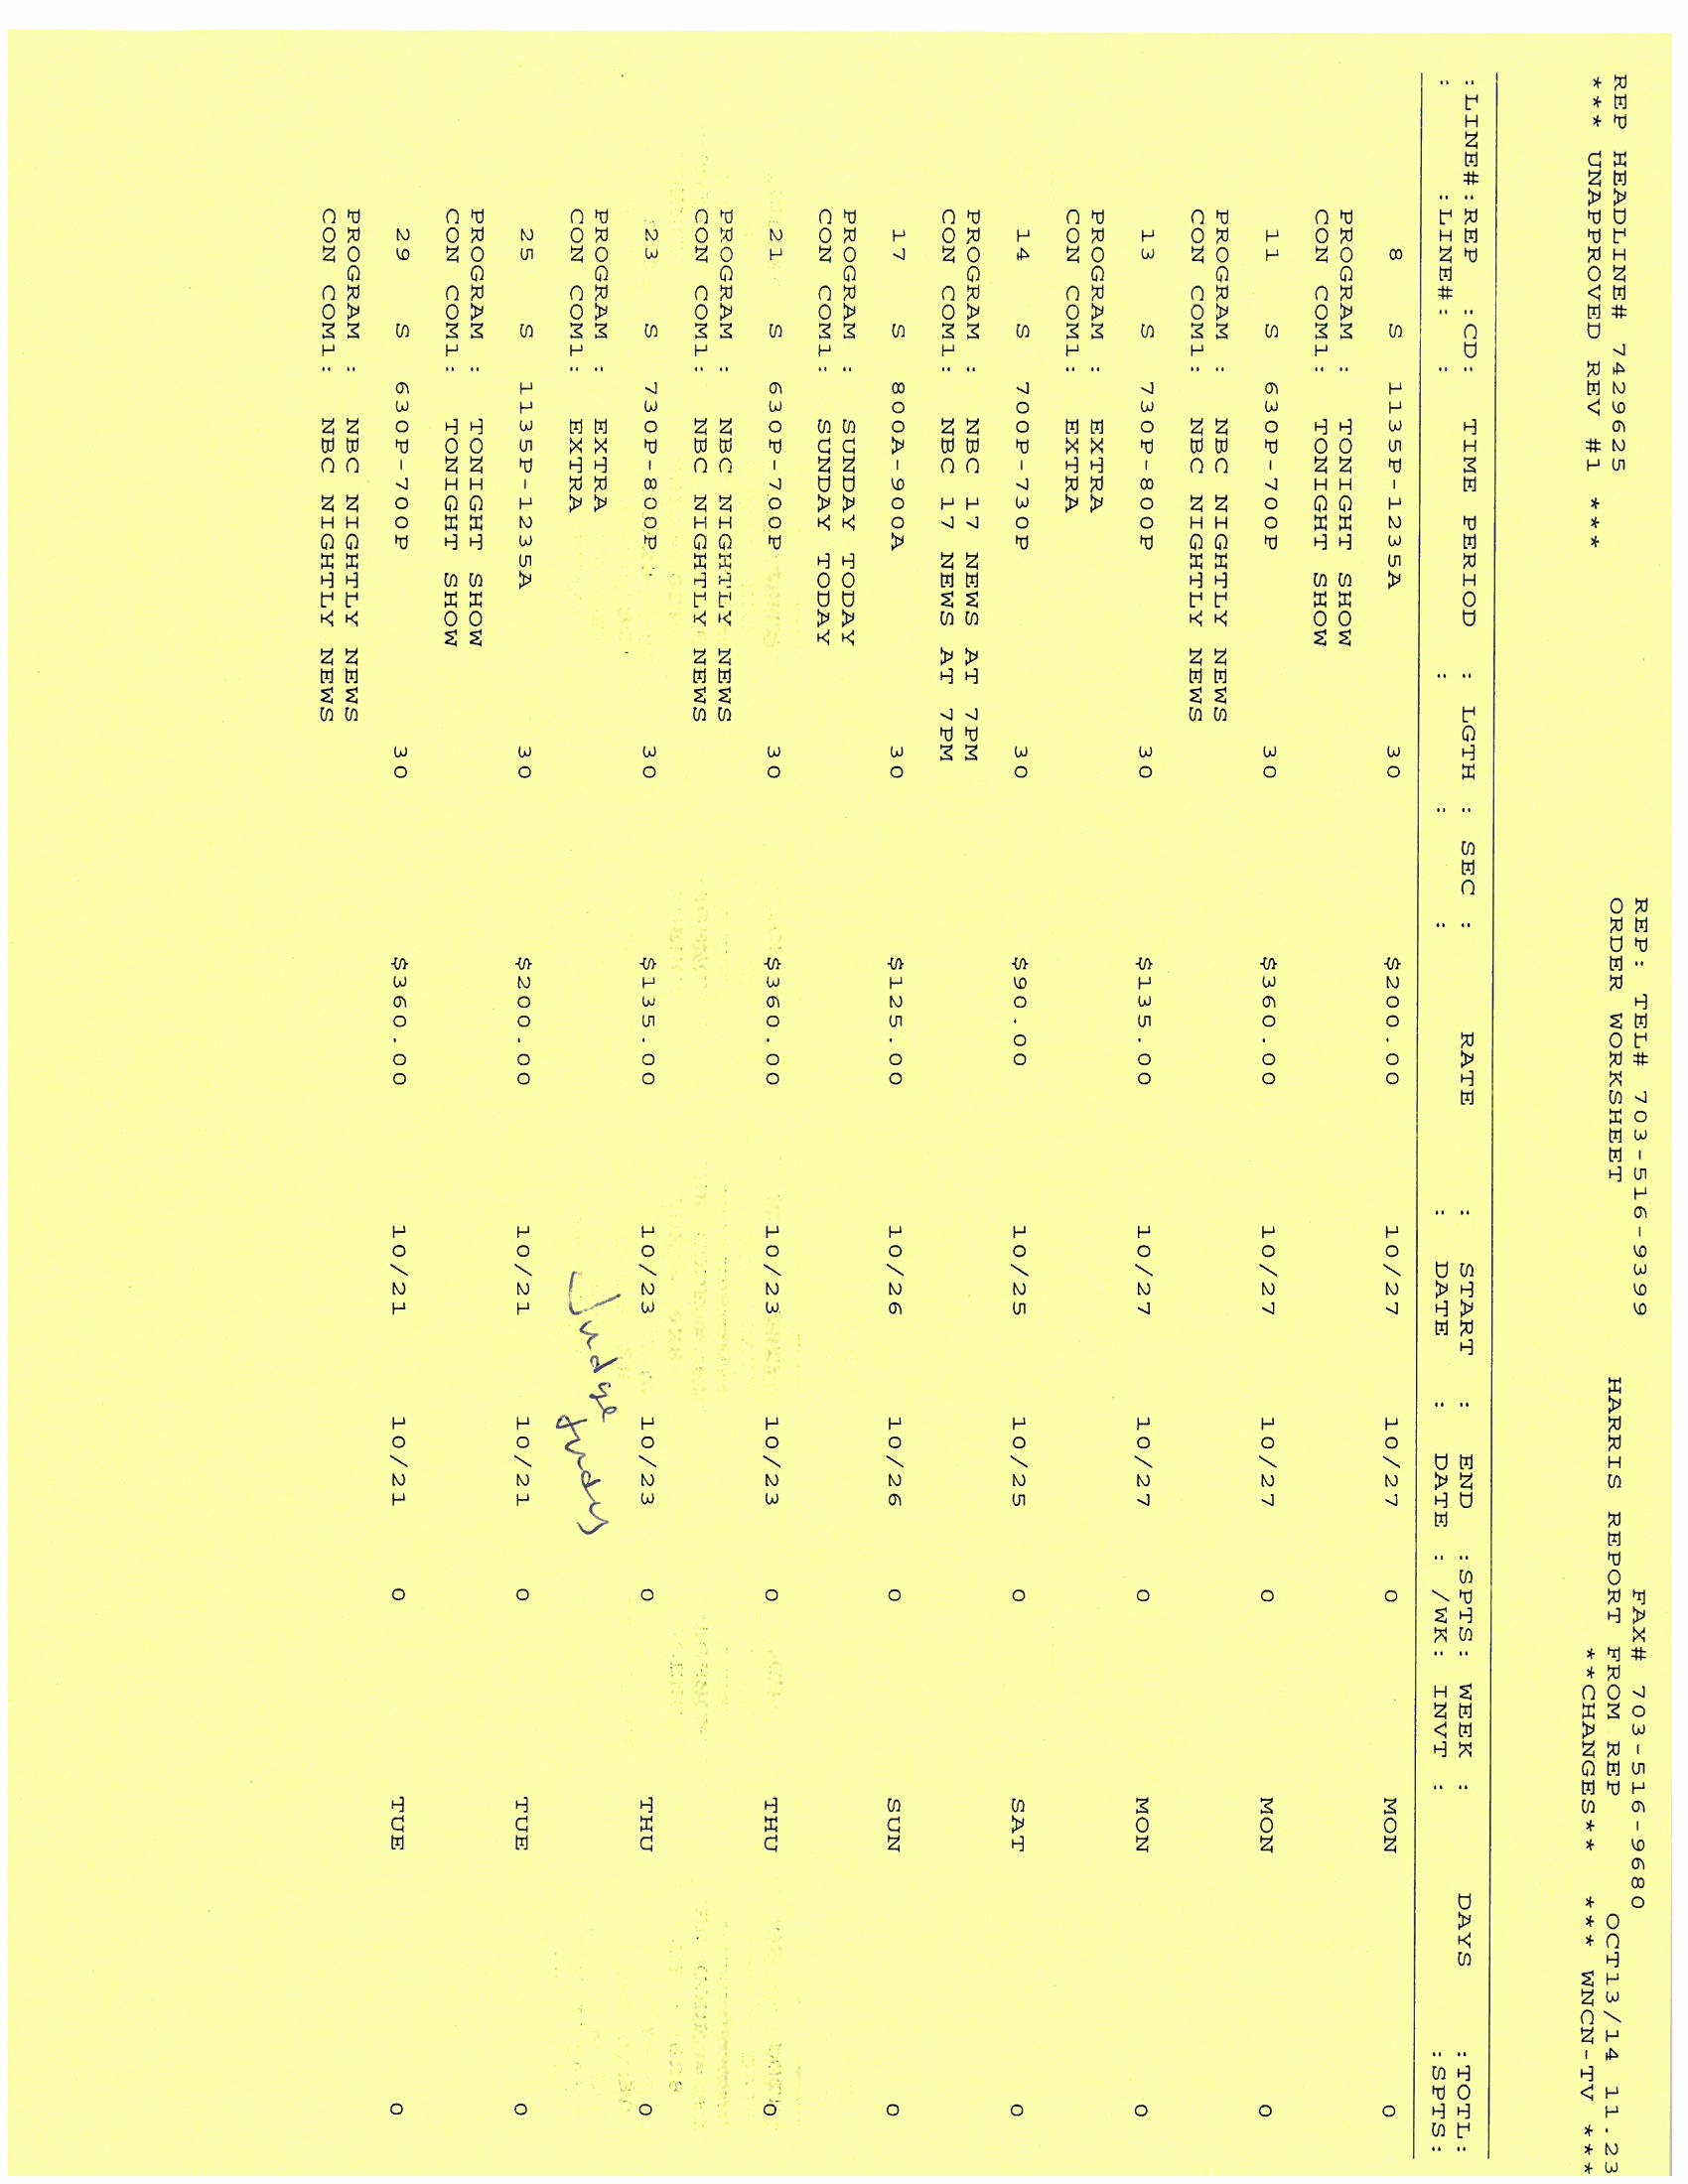 REP: TEL# 703-516-9399 FAX# 703-516-9680
REP HEADLINE# 7429625 ORDER WORKSHEET HARRIS REPORT FROM REP OCT13/14 11.23
*** UNAPPROVED REV #1 *** **CHANGES** *** WNCN-TV ***
:LINE#:REP :CD: TIME PERIOD : LGTH : SEC : RATE : START : END :SPTS: WEEK : DAYS :TOTL:
: :LINE#: : : : : DATE : DATE : /WK: INVT : :SPTS:
8 S 1135P-1235A 30 $200.00 10/27 10/27 0 MON 0
PROGRAM : TONIGHT SHOW
CON COM1: TONIGHT SHOW
11 S 630P-700P 30 $360.00 10/27 10/27 0 MON 0
PROGRAM : NBC NIGHTLY NEWS
CON COM1: NBC NIGHTLY NEWS
13 S 730P-800P 30 $135.00 10/27 10/27 0 MON 0
PROGRAM : EXTRA
CON COM1: EXTRA
14 S 700P-730P 30 $90.00 10/25 10/25 0 SAT 0
PROGRAM : NBC 17 NEWS AT 7PM
CON COM1: NBC 17 NEWS AT 7PM
17 S 800A-900A 30 $125.00 10/26 10/26 0 SUN 0
PROGRAM : SUNDAY TODAY
CON COM1: SUNDAY TODAY
21 S 630P-700P 30 $360.00 10/23 10/23 0 THU 0
PROGRAM : NBC NIGHTLY NEWS
CON COM1: NBC NIGHTLY NEWS
23 S 730P-800P 30 $135.00 10/23 10/23 0 THU 0
PROGRAM : EXTRA
CON COM1: EXTRA
Judge Judy
25 S 1135P-1235A 30 $200.00 10/21 10/21 0 TUE 0
PROGRAM : TONIGHT SHOW
CON COM1: TONIGHT SHOW
29 S 630P-700P 30 $360.00 10/21 10/21 0 TUE 0
PROGRAM : NBC NIGHTLY NEWS
CON COM1: NBC NIGHTLY NEWS